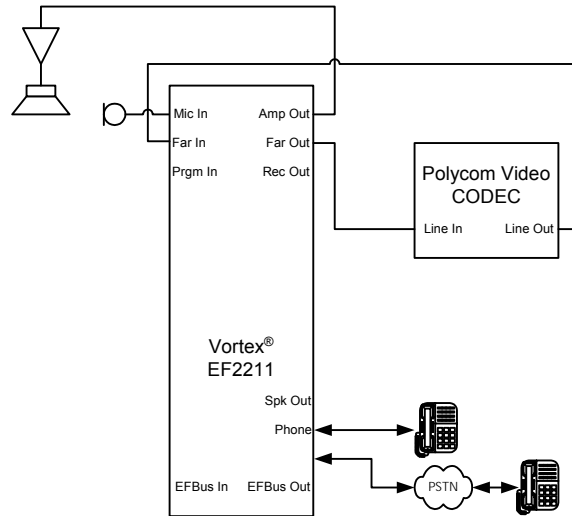 Mic In
Amp Out
Far In
Far Out
Prgm In
Rec Out
Polycom Video
CODEC
Line In
Line Out
Vortex®
EF2211
Spk Out
Phone
EFBus In
EFBus Out
PSTN